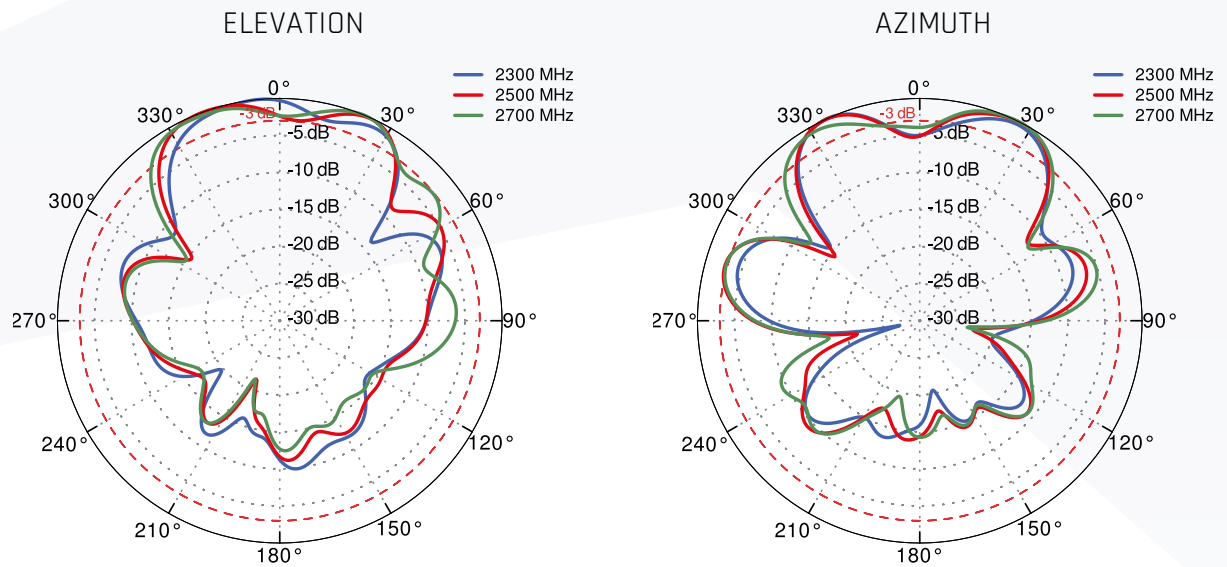 ELEVATION
2300 MHz
2500 MHz
2700 MHz
0°
330°
-3 dB
30°
-5 dB
-10 dB
300°
-15 dB
60°
-20 dB
-25 dB
270°
-30 dB
90°
240°
120°
210°
150°
180°
AZIMUTH
2300 MHz
2500 MHz
2700 MHz
0°
330°
-3 dB
30°
5 dB
-10 dB
300°
-15 dB
60°
-20 dB
-25 dB
270°
-30 dB
90°
240°
120°
210°
150°
180°